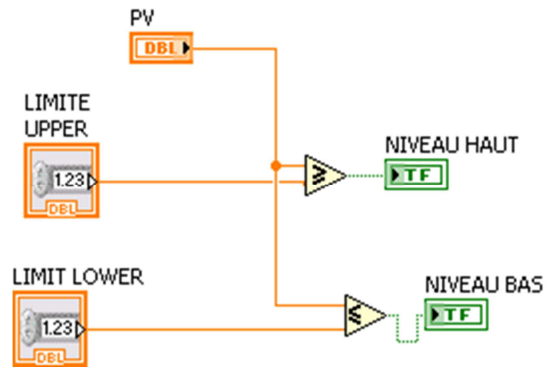 PV
DBL
LIMITE
UPPER
1.23
DBL
≥
NIVEAU HAUT
TF
LIMIT LOWER
1.23
DBL
≤
NIVEAU BAS
TF